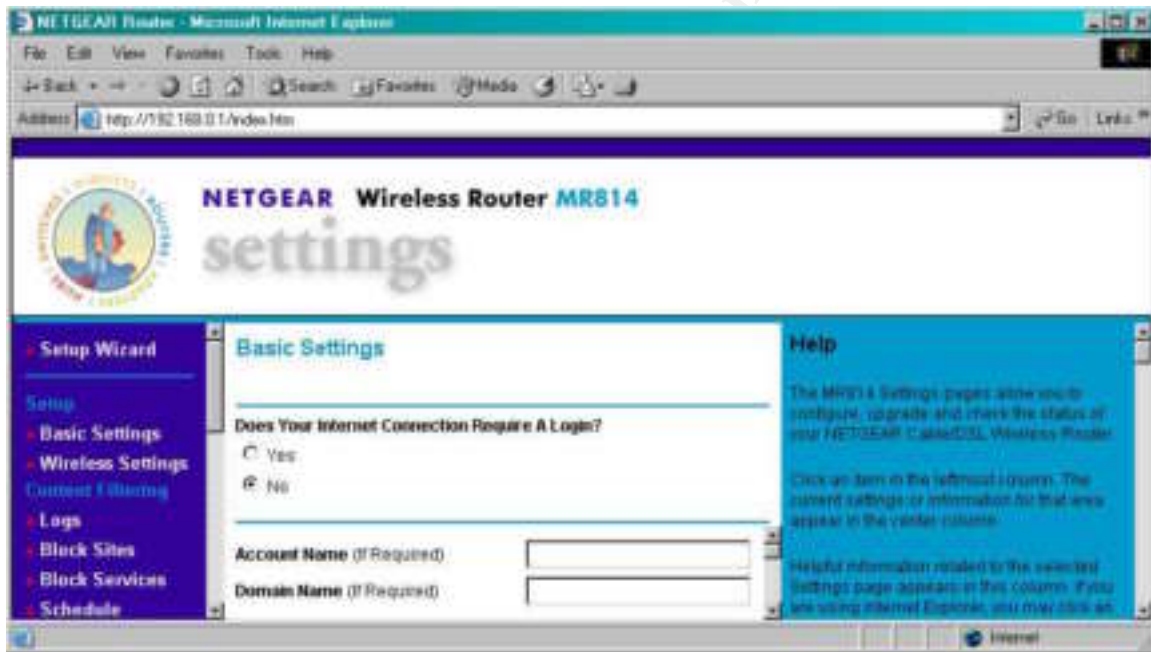 NETGEAR Router - Microsoft Internet Explorer
File Edit View Favorites Tools Help
Back Search Favorites Media
Address http://192.168.0.1/index.htm Go Links
NETGEAR Wireless Router MR814
settings
Setup Wizard
Setup
Basic Settings
Wireless Settings
Content Filtering
Logs
Block Sites
Block Services
Schedule
Basic Settings
Does Your Internet Connection Require A Login?
Yes
No
Account Name (If Required)
Domain Name (If Required)
Help
The MR814 Settings pages allow you to
configure, upgrade and check the status of
your NETGEAR Cable/DSL Wireless Router.
Click an item in the leftmost column. The
current settings or information for that area
appear in the center column.
Helpful information related to the selected
Settings page appears in this column. If you
are using Internet Explorer, you may click an
Internet